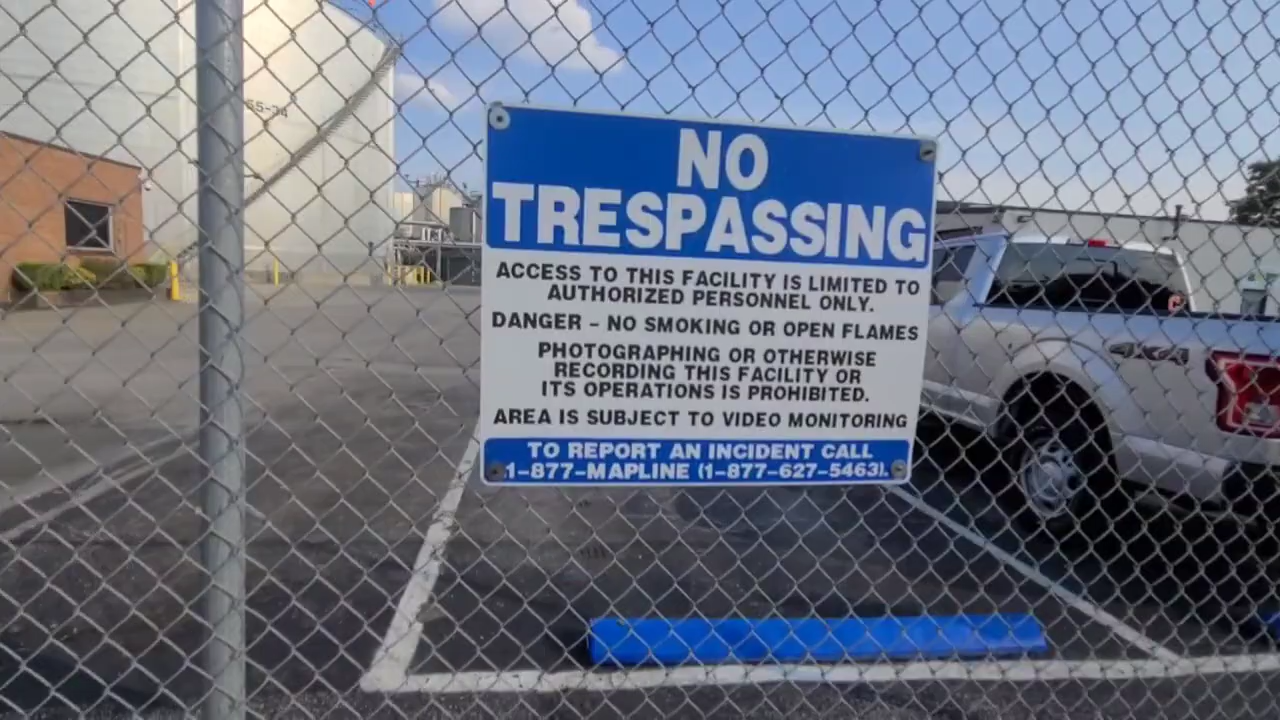 55-34
NO
TRESPASSING
ACCESS TO THIS FACILITY IS LIMITED TO
AUTHORIZED PERSONNEL ONLY.
DANGER - NO SMOKING OR OPEN FLAMES
PHOTOGRAPHING OR OTHERWISE
RECORDING THIS FACILITY OR
ITS OPERATIONS IS PROHIBITED.
AREA IS SUBJECT TO VIDEO MONITORING
TO REPORT AN INCIDENT CALL
1-877-MAPLINE (1-877-627-5463).
4X4